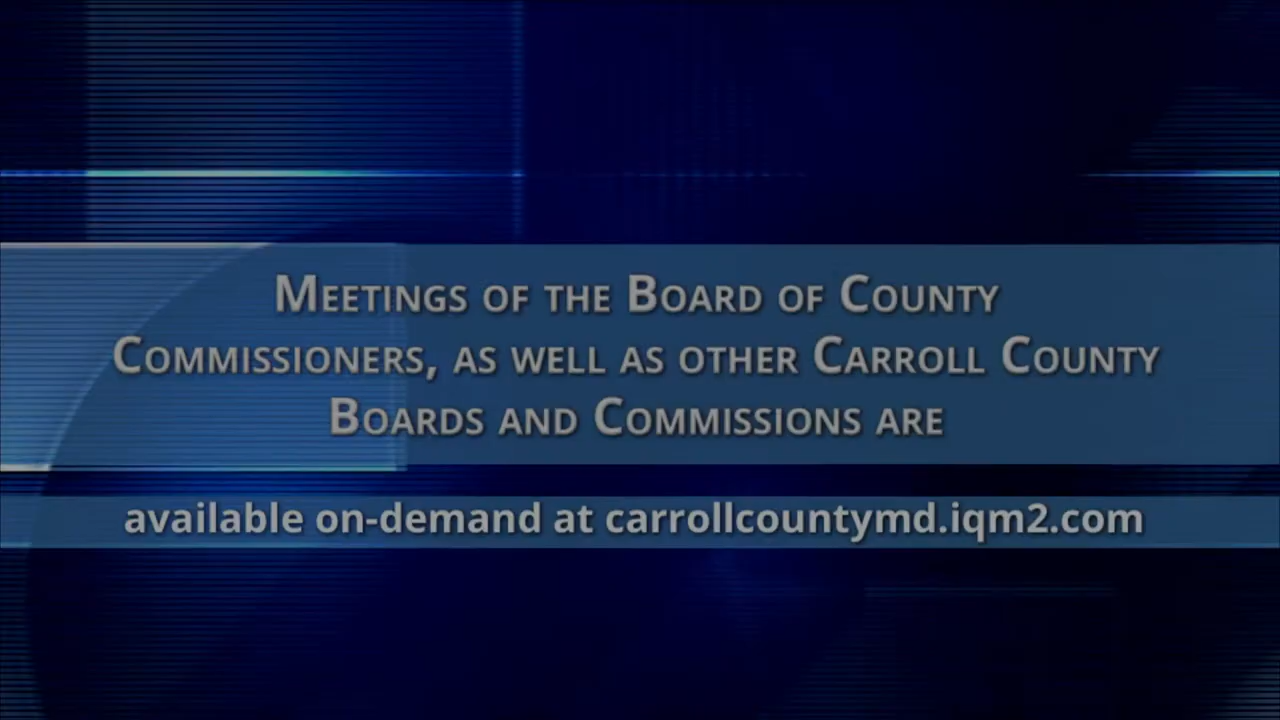 Meetings of the Board of County
Commissioners, as well as other Carroll County
Boards and Commissions are
available on-demand at carrollcountymd.iqm2.com